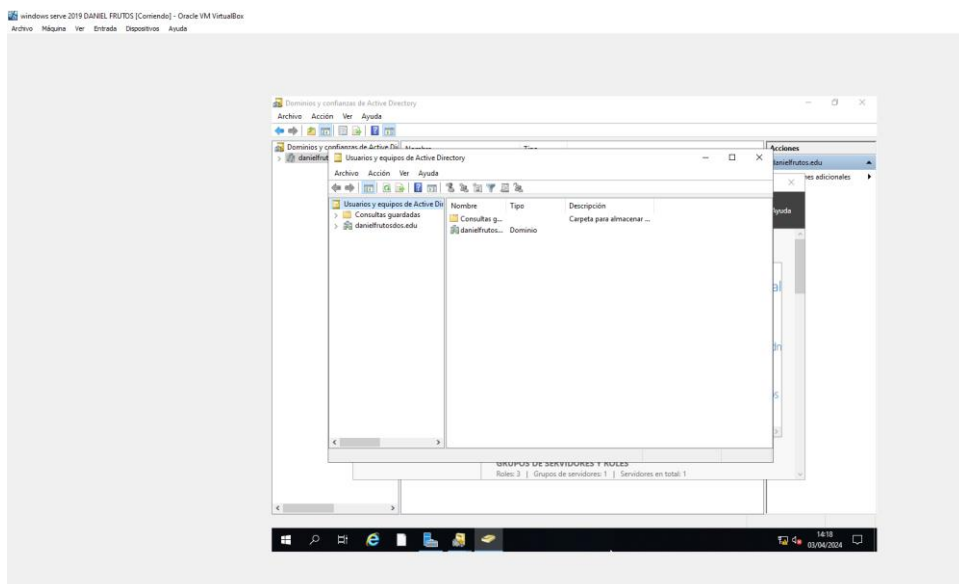 windows serve 2019 DANIEL FRUTOS [Corriendo] - Oracle VM VirtualBox
Archivo Máquina Ver Entrada Dispositivos Ayuda
Dominios y confianzas de Active Directory
Archivo Acción Ver Ayuda
Dominios y confianzas de Active Di
danielfrut
Acciones
danielfrutos.edu
nes adicionales
Usuarios y equipos de Active Directory
Archivo Acción Ver Ayuda
Usuarios y equipos de Active Dir
Consultas guardadas
danielfrutosdos.edu
Nombre Tipo Descripción
Consultas g... Carpeta para almacenar ...
danielfrutos... Dominio
Ayuda
GRUPOS DE SERVIDORES Y ROLES
Roles: 3 | Grupos de servidores: 1 | Servidores en total: 1
14:18
03/04/2024